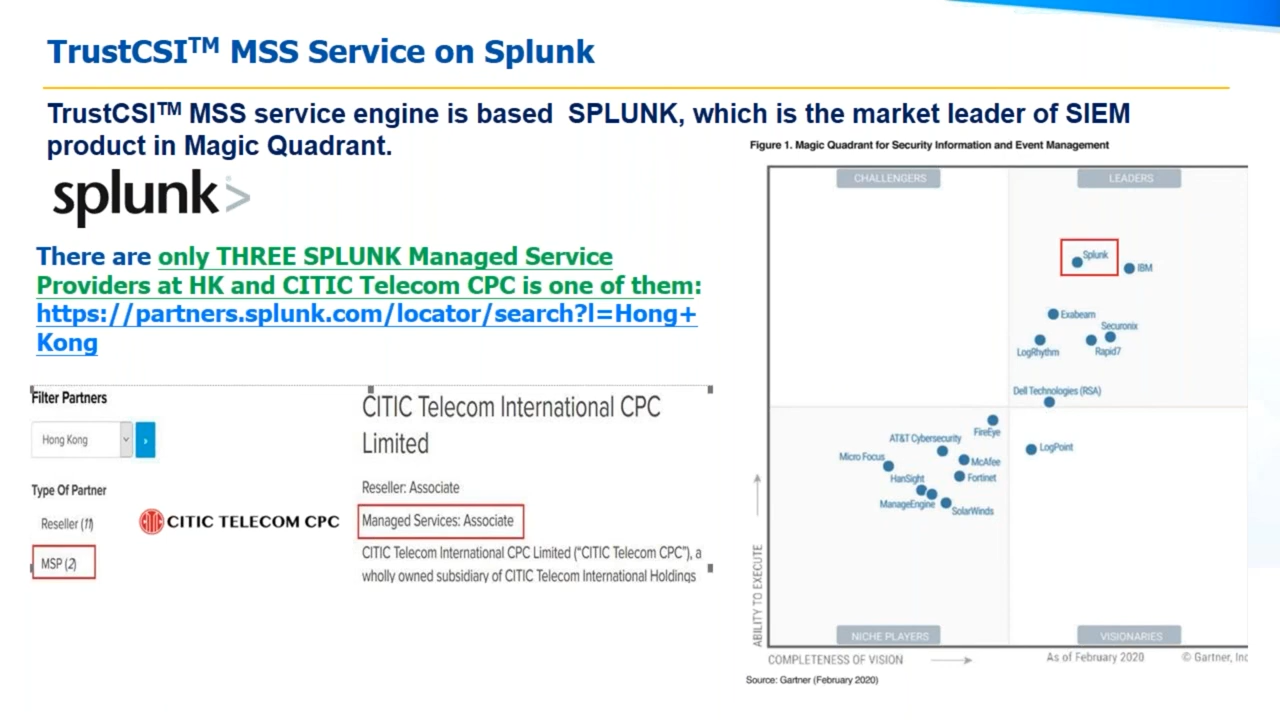 TrustCSI™ MSS Service on Splunk
TrustCSI™ MSS service engine is based  SPLUNK, which is the market leader of SIEM
product in Magic Quadrant.
splunk>
There are only THREE SPLUNK Managed Service
Providers at HK and CITIC Telecom CPC is one of them:
https://partners.splunk.com/locator/search?l=Hong+
Kong
Filter Partners
Hong Kong
›
Type Of Partner
Reseller (11)
MSP (2)
CITIC TELECOM CPC
CITIC Telecom International CPC
Limited
Reseller: Associate
Managed Services: Associate
CITIC Telecom International CPC Limited ("CITIC Telecom CPC"), a
wholly owned subsidiary of CITIC Telecom International Holdings
Figure 1. Magic Quadrant for Security Information and Event Management
CHALLENGERS
LEADERS
Splunk
IBM
Exabeam
Securonix
LogRhythm
Rapid7
Dell Technologies (RSA)
FireEye
AT&T Cybersecurity
LogPoint
Micro Focus
McAfee
HanSight
Fortinet
ManageEngine
SolarWinds
ABILITY TO EXECUTE
NICHE PLAYERS
VISIONARIES
COMPLETENESS OF VISION
As of February 2020
© Gartner, Inc
Source: Gartner (February 2020)